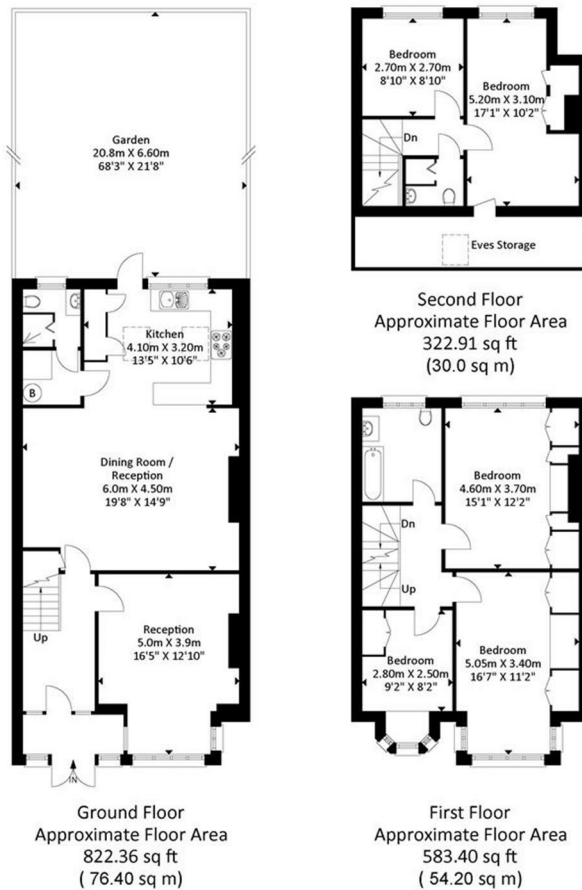 Garden
20.8m X 6.60m
68'3" X 21'8"
Kitchen
4.10m X 3.20m
13'5" X 10'6"
B
Dining Room /
Reception
6.0m X 4.50m
19'8" X 14'9"
Up
Reception
5.0m X 3.9m
16'5" X 12'10"
IN
Ground Floor
Approximate Floor Area
822.36 sq ft
( 76.40 sq m)
Bedroom
2.70m X 2.70m
8'10" X 8'10"
Bedroom
5.20m X 3.10m
17'1" X 10'2"
Dn
Eves Storage
Second Floor
Approximate Floor Area
322.91 sq ft
(30.0 sq m)
Bedroom
4.60m X 3.70m
15'1" X 12'2"
Dn
Up
Bedroom
2.80m X 2.50m
9'2" X 8'2"
Bedroom
5.05m X 3.40m
16'7" X 11'2"
First Floor
Approximate Floor Area
583.40 sq ft
( 54.20 sq m)